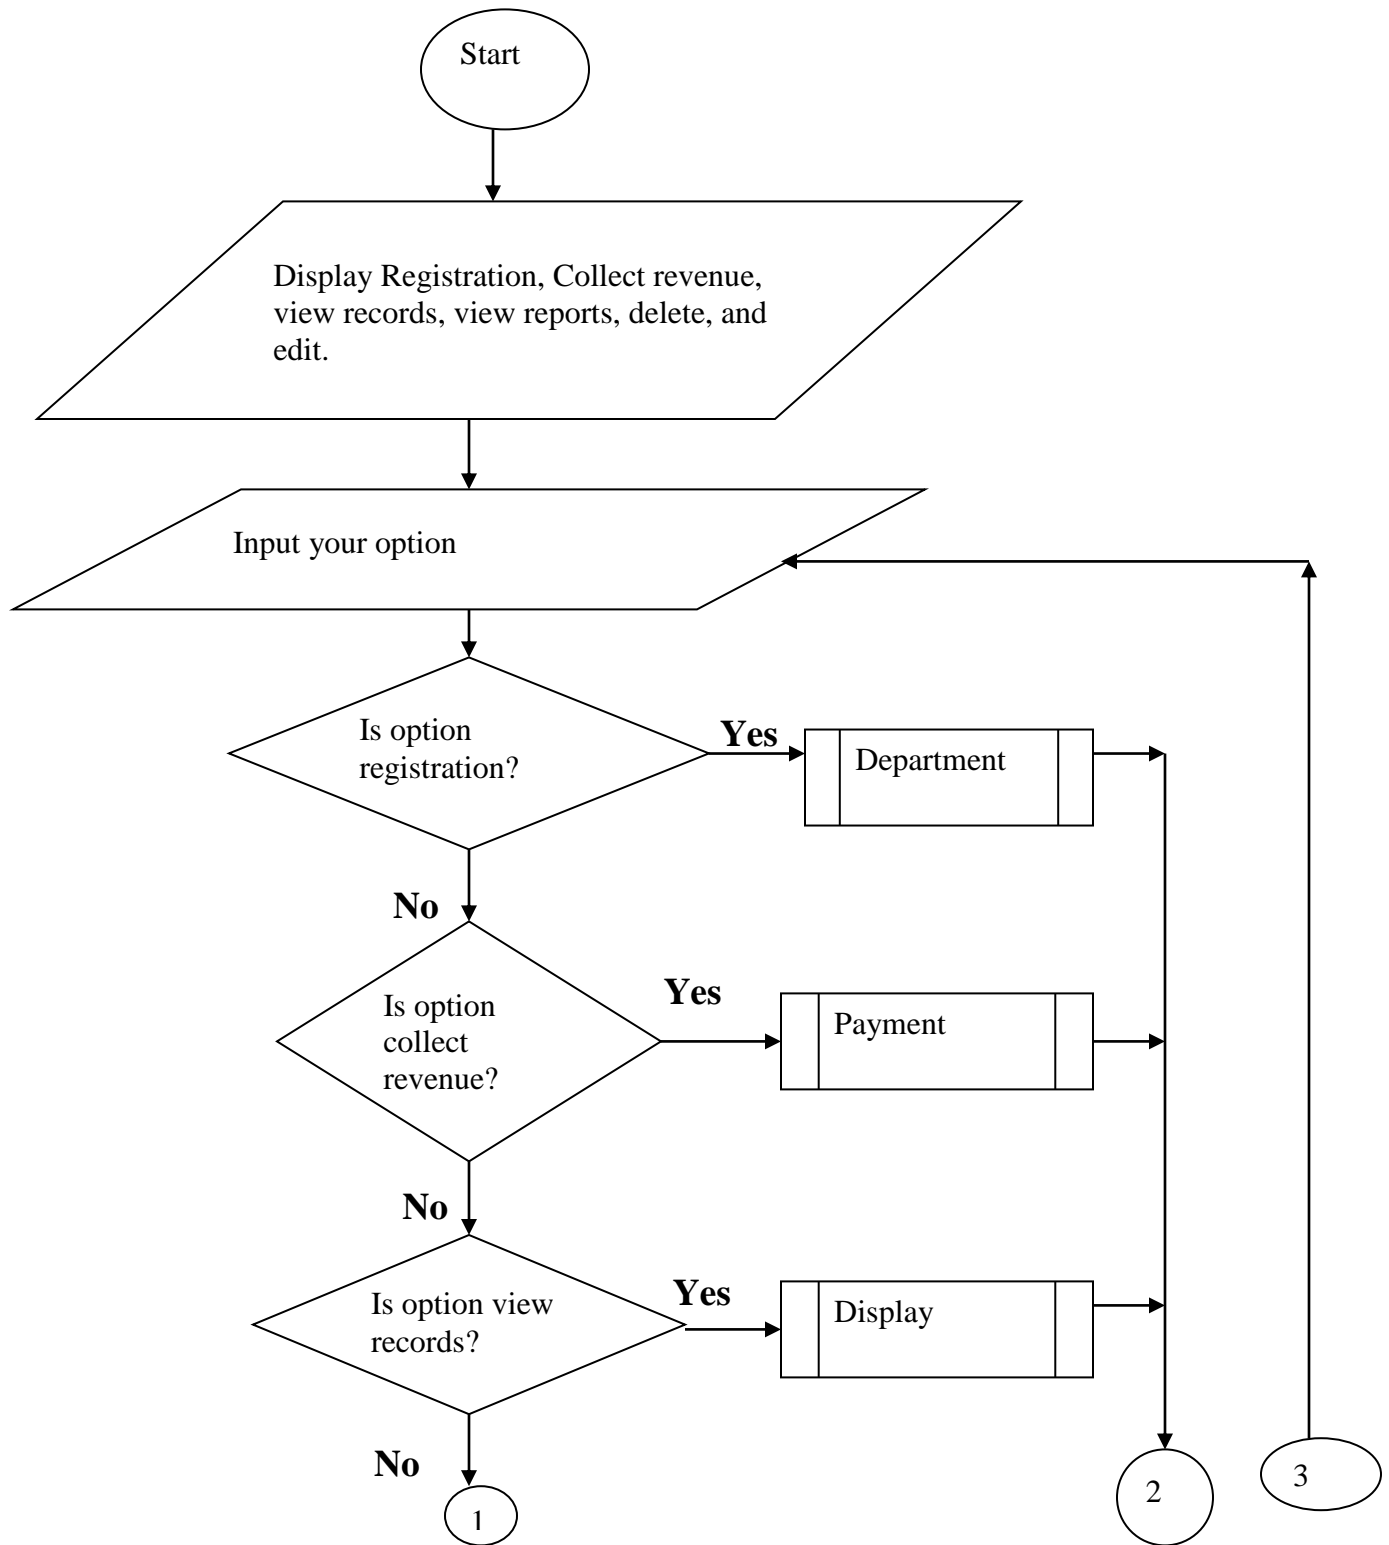 Start
Display Registration, Collect revenue,
view records, view reports, delete, and
edit.
Input your option
Is option
registration?
Yes
Department
No
Is option
collect
revenue?
Yes
Payment
No
Is option view
records?
Yes
Display
No
1
2
3